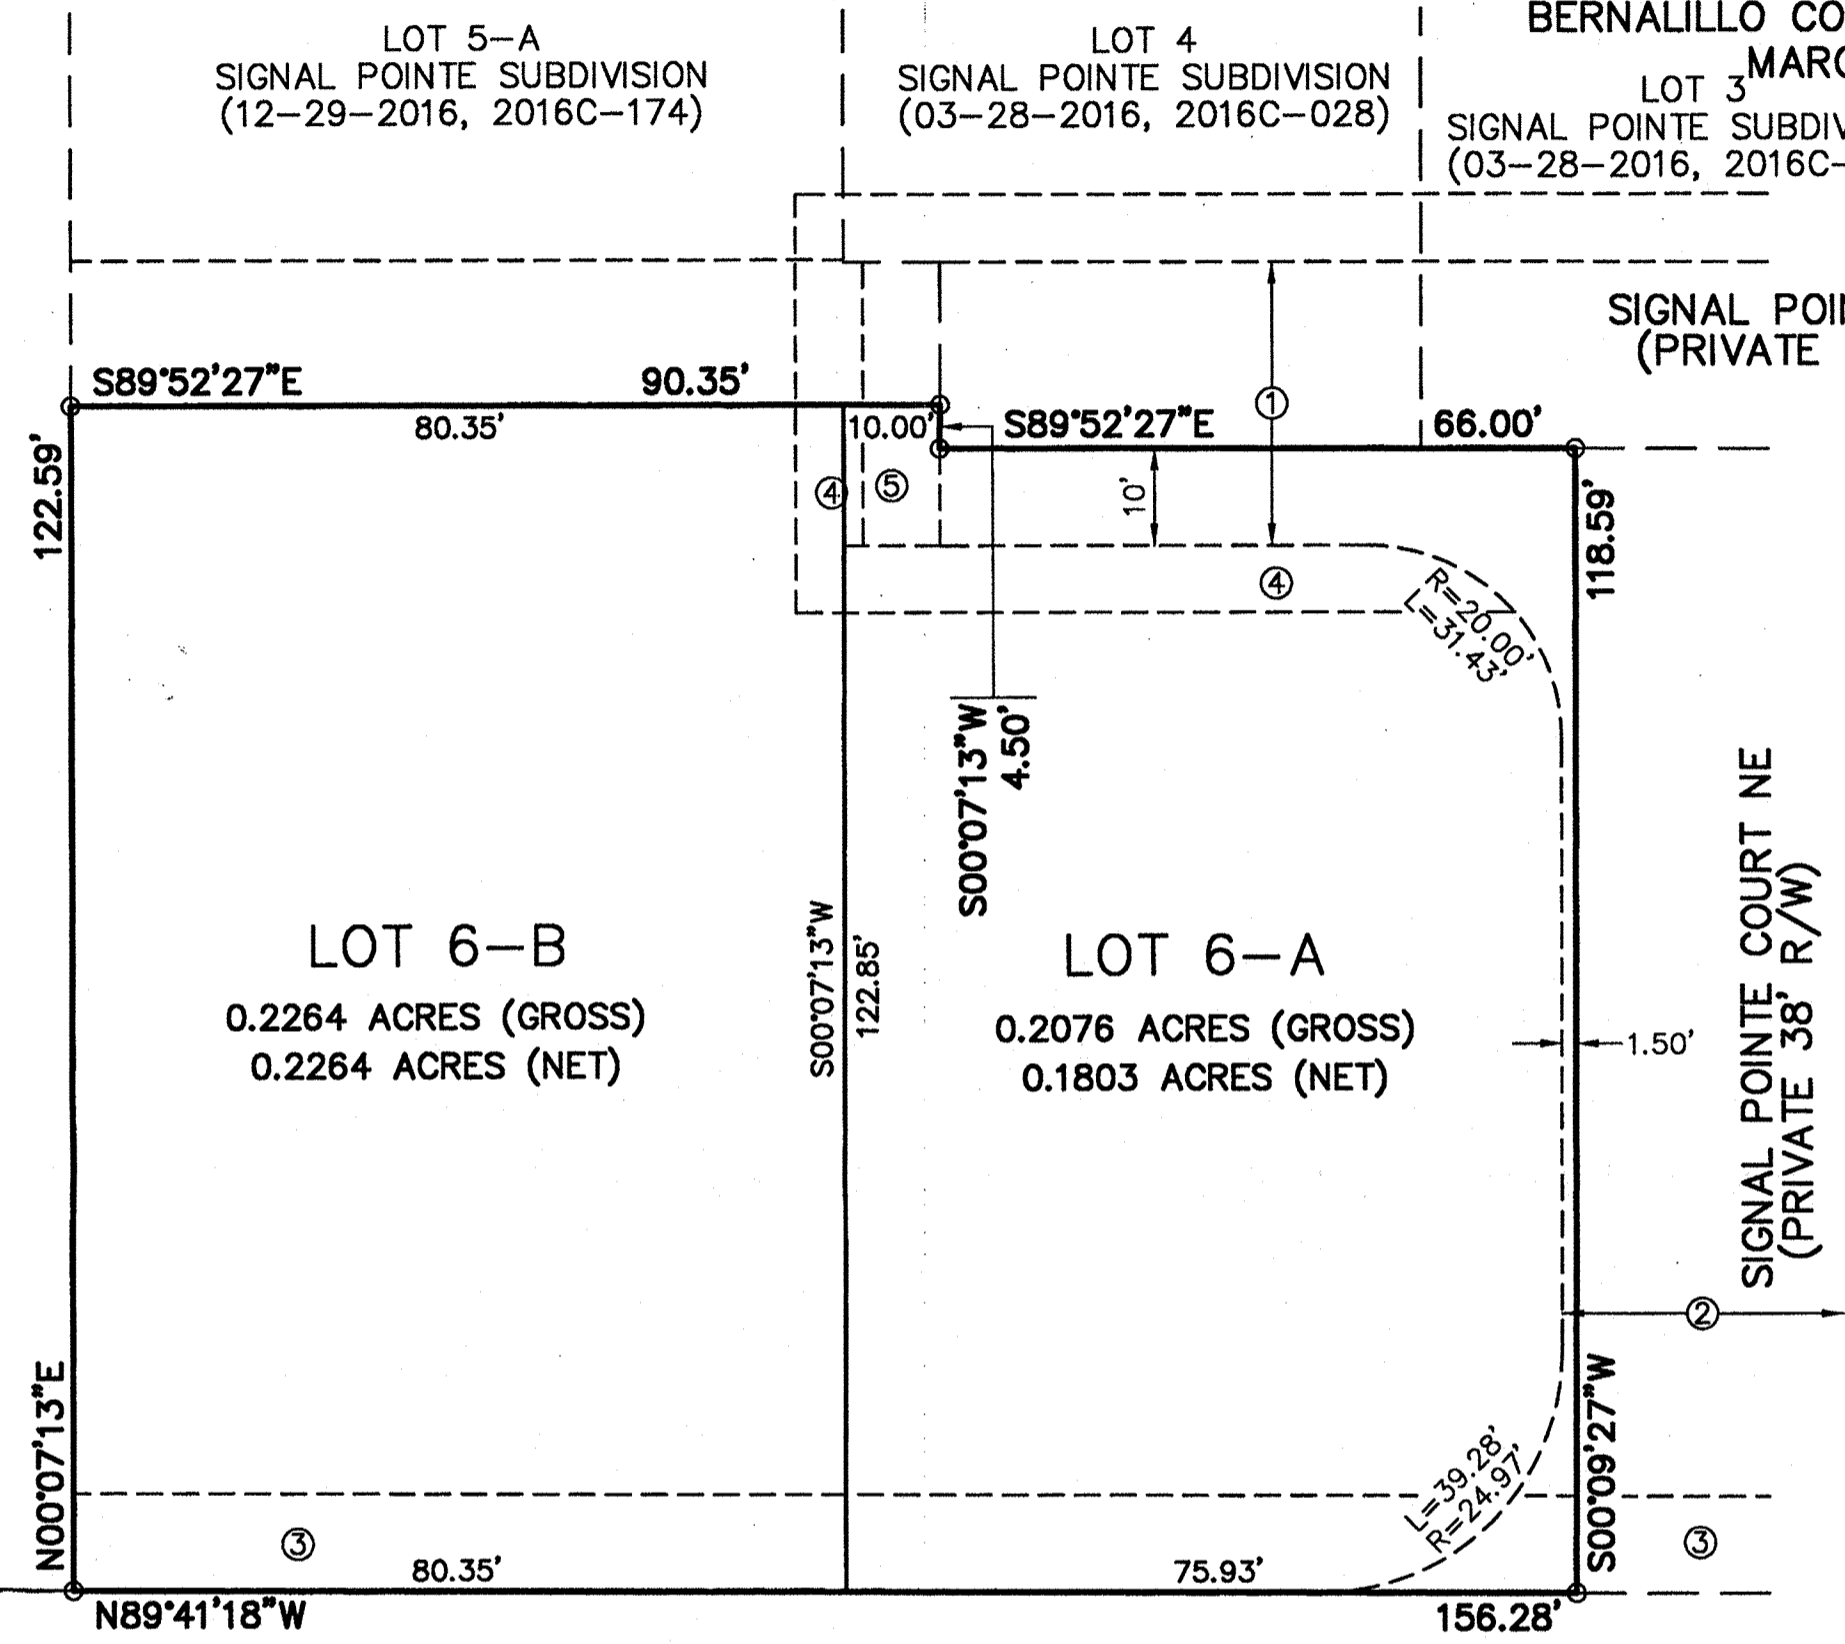 LOT 5-A
SIGNAL POINTE SUBDIVISION
(12-29-2016, 2016C-174)
LOT 4
SIGNAL POINTE SUBDIVISION
(03-28-2016, 2016C-028)
BERNALILLO CO
MARC
LOT 3
SIGNAL POINTE SUBDIV
(03-28-2016, 2016C-
SIGNAL POIN
(PRIVATE
S89°52'27"E
90.35'
80.35'
10.00'
S89°52'27"E
66.00'
1
122.59'
4
5
10'
118.59'
4
R=20.00'
L=31.43'
S00°07'13"W
4.50'
LOT 6-B
0.2264 ACRES (GROSS)
0.2264 ACRES (NET)
S00°07'13"W
122.85'
LOT 6-A
0.2076 ACRES (GROSS)
0.1803 ACRES (NET)
1.50'
SIGNAL POINTE COURT NE
(PRIVATE 38' R/W)
2
N00°07'13"E
S00°09'27"W
L=39.28'
R=24.97'
3
3
80.35'
75.93'
N89°41'18"W
156.28'